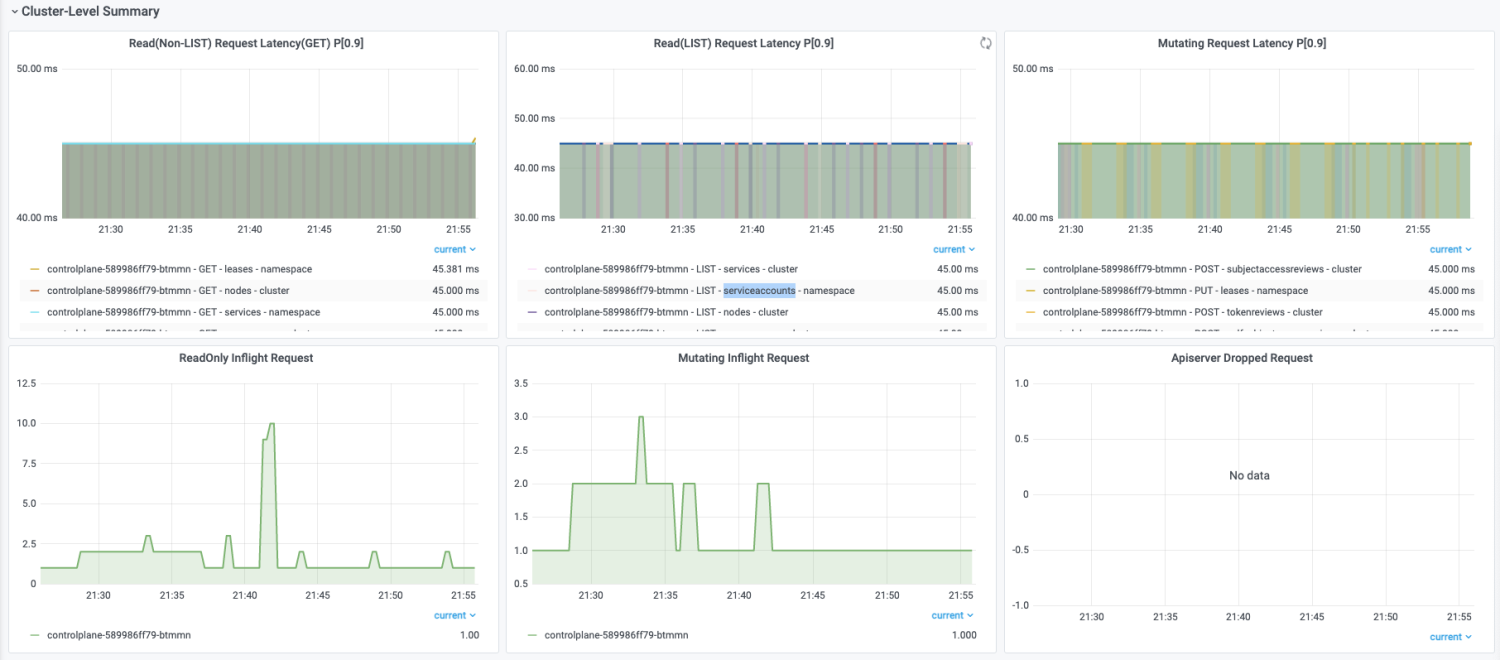 Cluster-Level Summary
Read(Non-LIST) Request Latency(GET) P[0.9]
50.00 ms
40.00 ms
21:30 21:35 21:40 21:45 21:50 21:55
current
controlplane-589986ff79-btmmn - GET - leases - namespace 45.381 ms
controlplane-589986ff79-btmmn - GET - nodes - cluster 45.000 ms
controlplane-589986ff79-btmmn - GET - services - namespace 45.000 ms
Read(LIST) Request Latency P[0.9]
60.00 ms
50.00 ms
40.00 ms
30.00 ms
21:30 21:35 21:40 21:45 21:50 21:55
current
controlplane-589986ff79-btmmn - LIST - services - cluster 45.00 ms
controlplane-589986ff79-btmmn - LIST - serviceaccounts - namespace 45.00 ms
controlplane-589986ff79-btmmn - LIST - nodes - cluster 45.00 ms
Mutating Request Latency P[0.9]
50.00 ms
40.00 ms
21:30 21:35 21:40 21:45 21:50 21:55
current
controlplane-589986ff79-btmmn - POST - subjectaccessreviews - cluster 45.000 ms
controlplane-589986ff79-btmmn - PUT - leases - namespace 45.000 ms
controlplane-589986ff79-btmmn - POST - tokenreviews - cluster 45.000 ms
ReadOnly Inflight Request
12.5
10.0
7.5
5.0
2.5
0
21:30 21:35 21:40 21:45 21:50 21:55
current
controlplane-589986ff79-btmmn 1.00
Mutating Inflight Request
3.5
3.0
2.5
2.0
1.5
1.0
0.5
21:30 21:35 21:40 21:45 21:50 21:55
current
controlplane-589986ff79-btmmn 1.000
Apiserver Dropped Request
1.0
0.5
No data
0
-0.5
-1.0
21:30 21:35 21:40 21:45 21:50 21:55
current